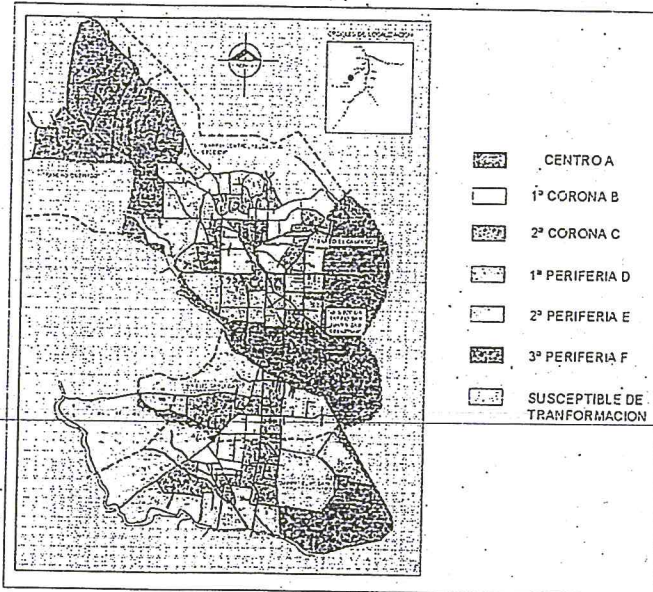 CENTRO A
1ª CORONA B
2ª CORONA C
1ª PERIFERIA D
2ª PERIFERIA E
3ª PERIFERIA F
SUSCEPTIBLE DE
TRANFORMACION